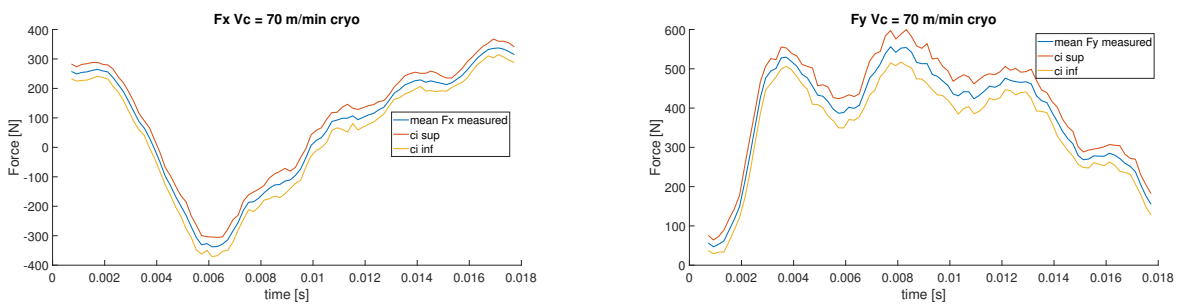 Fx Vc = 70 m/min cryo
400
300
200
100
0
-100
-200
-300
-400
Force [N]
mean Fx measured
ci sup
ci inf
0 0.002 0.004 0.006 0.008 0.01 0.012 0.014 0.016 0.018
time [s]
Fy Vc = 70 m/min cryo
600
500
400
300
200
100
0
Force [N]
mean Fy measured
ci sup
ci inf
0 0.002 0.004 0.006 0.008 0.01 0.012 0.014 0.016 0.018
time [s]